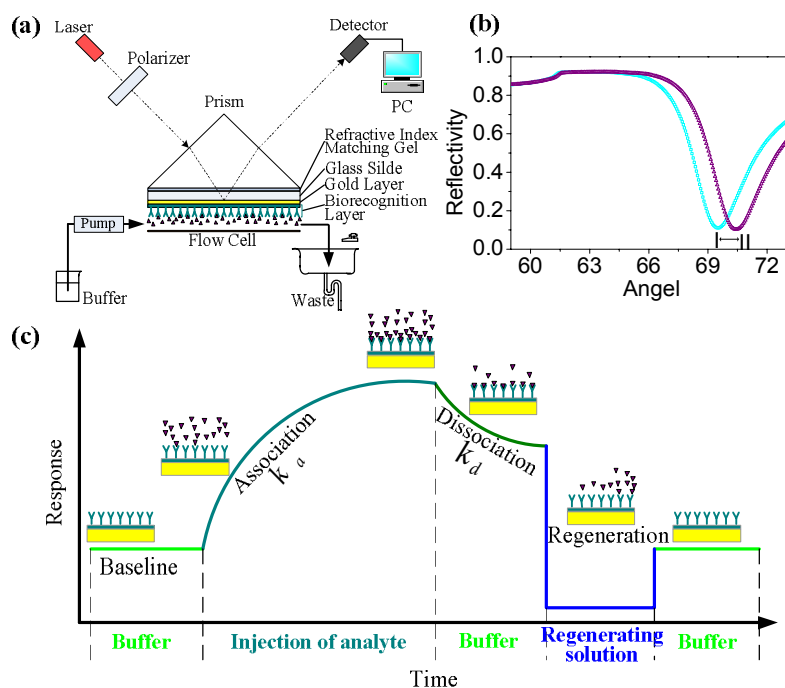 (a)
Laser
Polarizer
Prism
Detector
PC
Refractive Index
Matching Gel
Glass Silde
Gold Layer
Biorecognition
Layer
Pump
Flow Cell
Buffer
Waste
(b)
Reflectivity
1.0
0.8
0.6
0.4
0.2
0.0
I
II
60
63
66
69
72
Angel
(c)
Response
Baseline
Association
k a
Dissociation
k d
Regeneration
Buffer
Injection of analyte
Buffer
Regenerating
solution
Buffer
Time